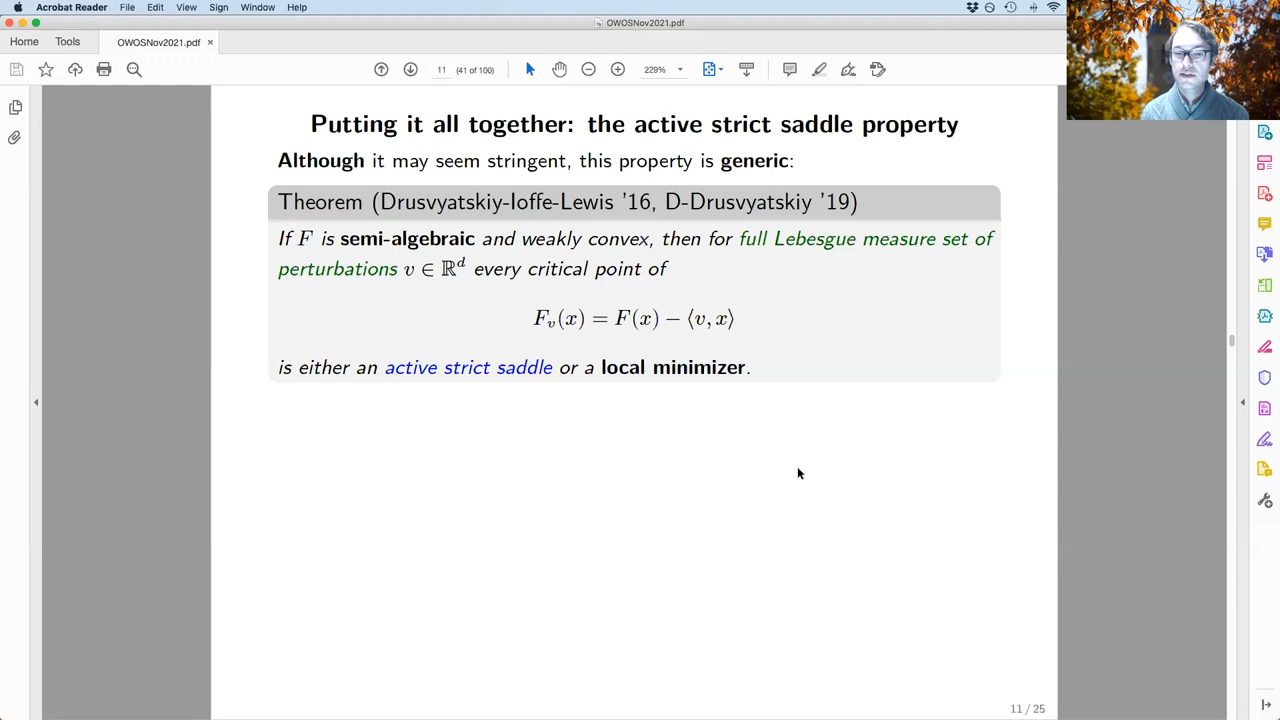 Acrobat Reader File Edit View Sign Window Help
OWOSNov2021.pdf
Home Tools OWOSNov2021.pdf ×
11 (41 of 100) 229%
Putting it all together: the active strict saddle property
Although it may seem stringent, this property is generic:
Theorem (Drusvyatskiy-Ioffe-Lewis '16, D-Drusvyatskiy '19)
If F is semi-algebraic and weakly convex, then for full Lebesgue measure set of
perturbations v ∈ ℝᵈ every critical point of
Fᵥ(x) = F(x) − ⟨v, x⟩
is either an active strict saddle or a local minimizer.
11 / 25